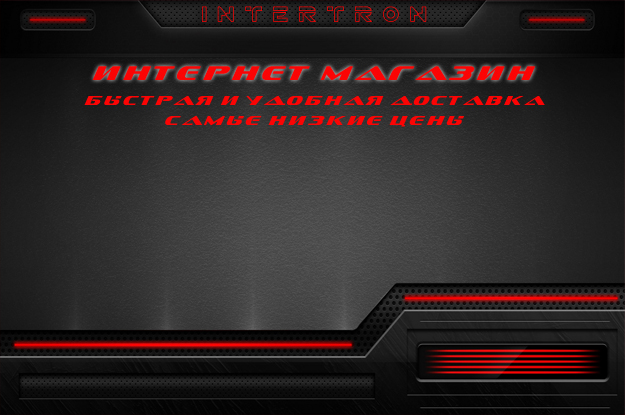 INTERTRON
ИНТЕРНЕТ МАГАЗИН
БЫСТРАЯ И УДОБНАЯ ДОСТАВКА
САМЫЕ НИЗКИЕ ЦЕНЫ